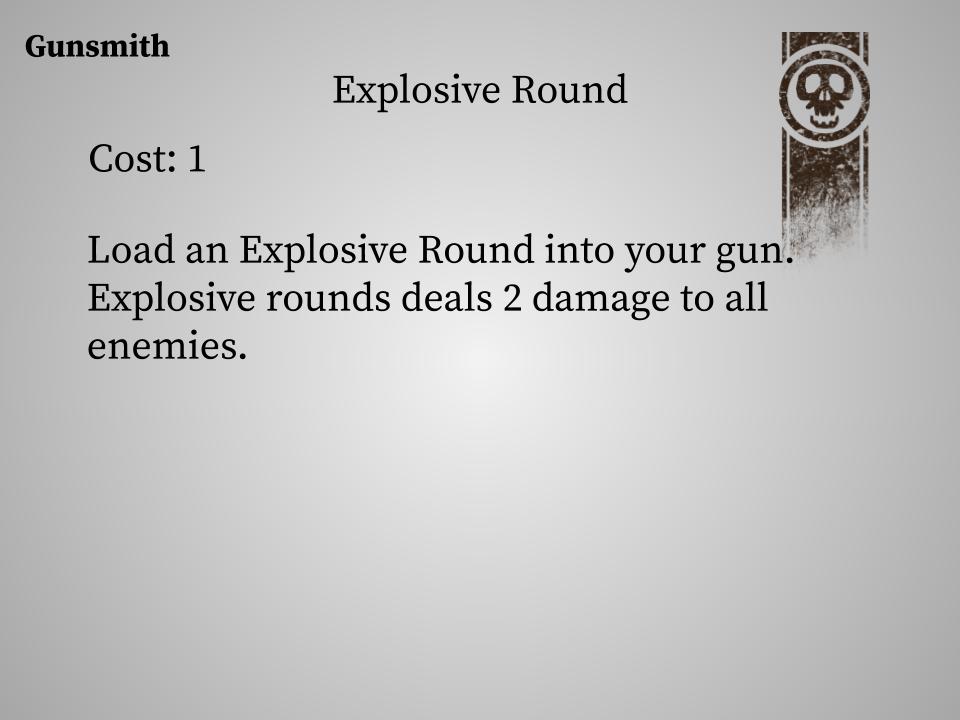 Gunsmith
Explosive Round
Cost: 1
Load an Explosive Round into your gun.
Explosive rounds deals 2 damage to all
enemies.